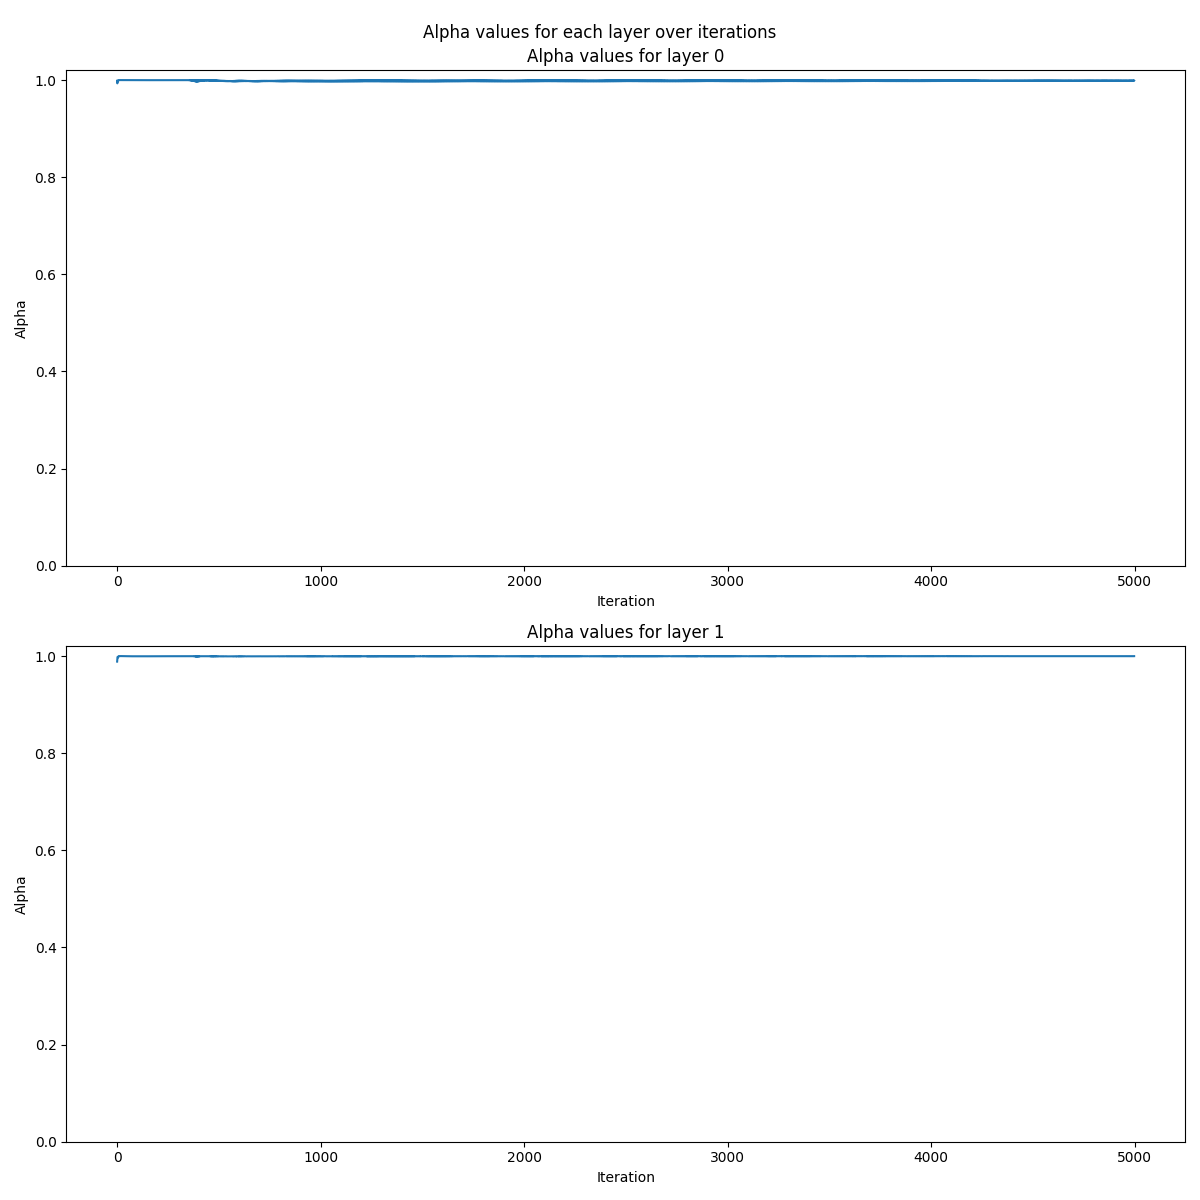 Alpha values for each layer over iterations
Alpha values for layer 0
1.0
0.8
0.6
0.4
0.2
0.0
Alpha
0 1000 2000 3000 4000 5000
Iteration
Alpha values for layer 1
1.0
0.8
0.6
0.4
0.2
0.0
Alpha
0 1000 2000 3000 4000 5000
Iteration